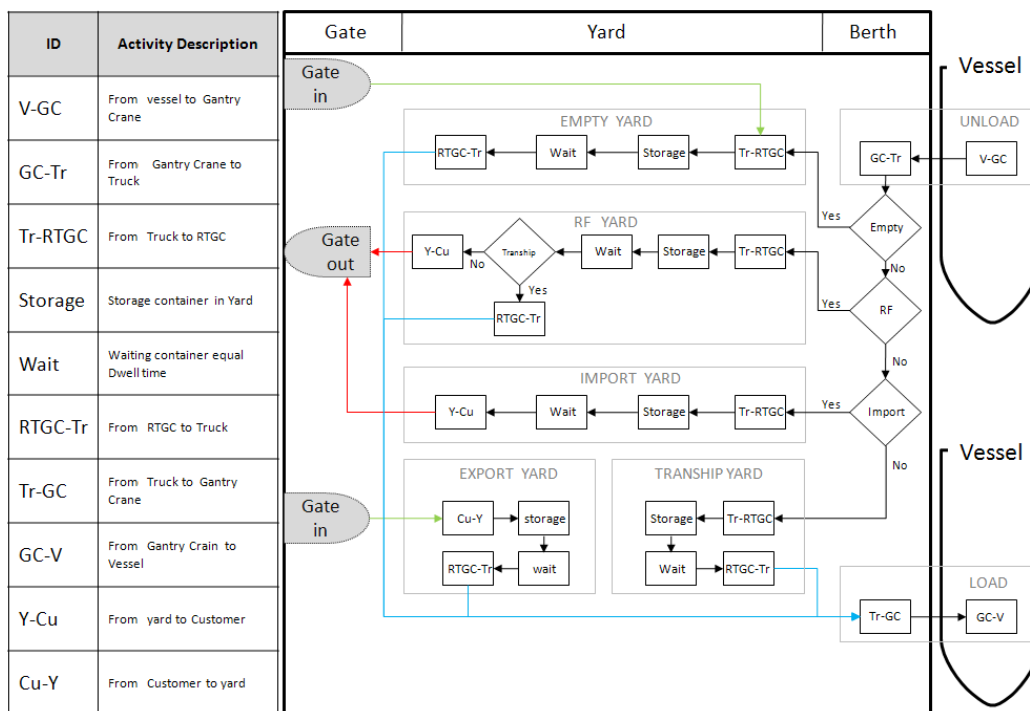 ID
Activity Description
V-GC
From vessel to Gantry
Crane
GC-Tr
From Gantry Crane to
Truck
Tr-RTGC
From Truck to RTGC
Storage
Storage container in Yard
Wait
Waiting container equal
Dwell time
RTGC-Tr
From RTGC to Truck
Tr-GC
From Truck to Gantry
Crane
GC-V
From Gantry Crain to
Vessel
Y-Cu
From yard to Customer
Cu-Y
From Customer to yard
Gate
Yard
Berth
Vessel
Gate
in
EMPTY YARD
RTGC-Tr
Wait
Storage
Tr-RTGC
UNLOAD
GC-Tr
V-GC
Yes
Empty
No
RF YARD
Gate
out
Y-Cu
No
Tranship
Yes
RTGC-Tr
Wait
Storage
Tr-RTGC
Yes
RF
No
IMPORT YARD
Y-Cu
Wait
Storage
Tr-RTGC
Yes
Import
No
Vessel
EXPORT YARD
Gate
in
Cu-Y
storage
RTGC-Tr
wait
TRANSHIP YARD
Storage
Tr-RTGC
Wait
RTGC-Tr
LOAD
Tr-GC
GC-V